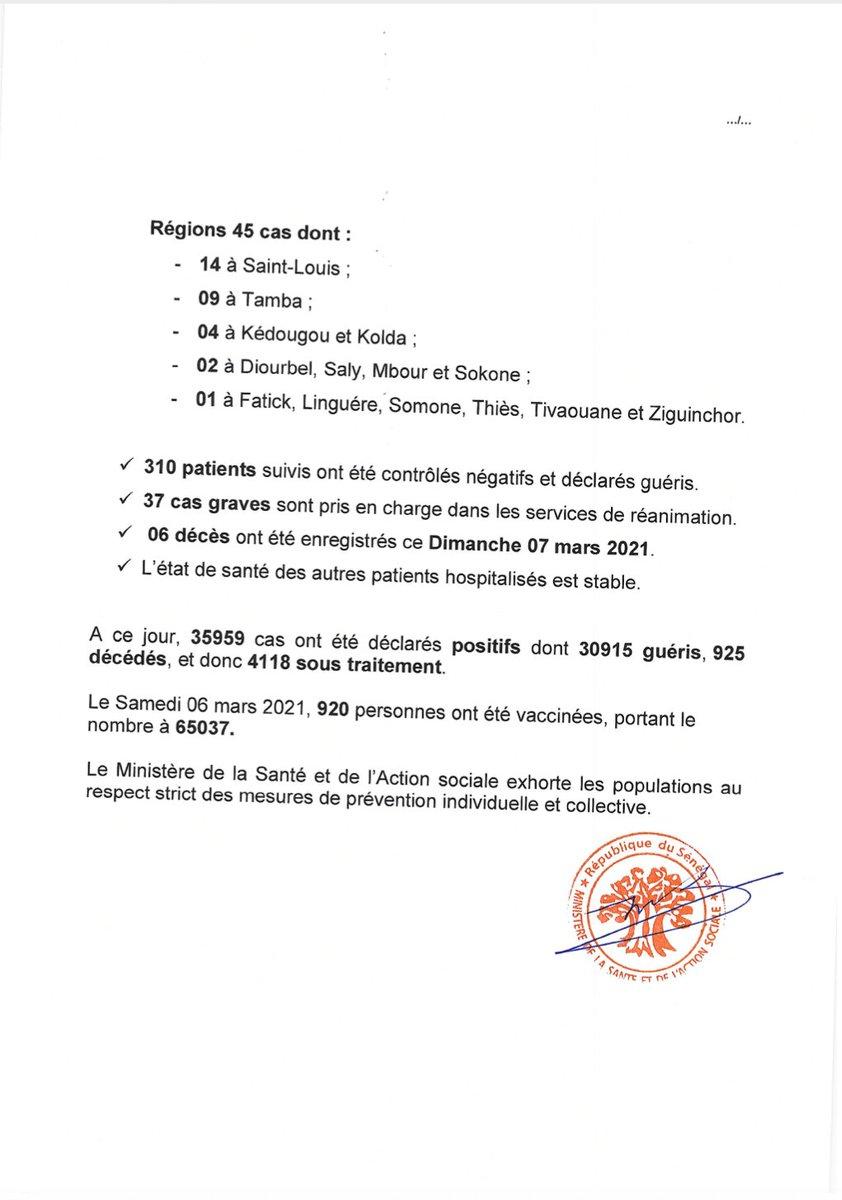 .../...
Régions 45 cas dont :
- 14 à Saint-Louis ;
- 09 à Tamba ;
- 04 à Kédougou et Kolda ;
- 02 à Diourbel, Saly, Mbour et Sokone ;
- 01 à Fatick, Linguére, Somone, Thiès, Tivaouane et Ziguinchor.
✓ 310 patients suivis ont été contrôlés négatifs et déclarés guéris.
✓ 37 cas graves sont pris en charge dans les services de réanimation.
✓ 06 décès ont été enregistrés ce Dimanche 07 mars 2021.
✓ L'état de santé des autres patients hospitalisés est stable.
A ce jour, 35959 cas ont été déclarés positifs dont 30915 guéris, 925
décédés, et donc 4118 sous traitement.
Le Samedi 06 mars 2021, 920 personnes ont été vaccinées, portant le
nombre à 65037.
Le Ministère de la Santé et de l'Action sociale exhorte les populations au
respect strict des mesures de prévention individuelle et collective.
★ République du Sénégal ★
MINISTERE DE LA SANTE ET DE L'ACTION SOCIALE